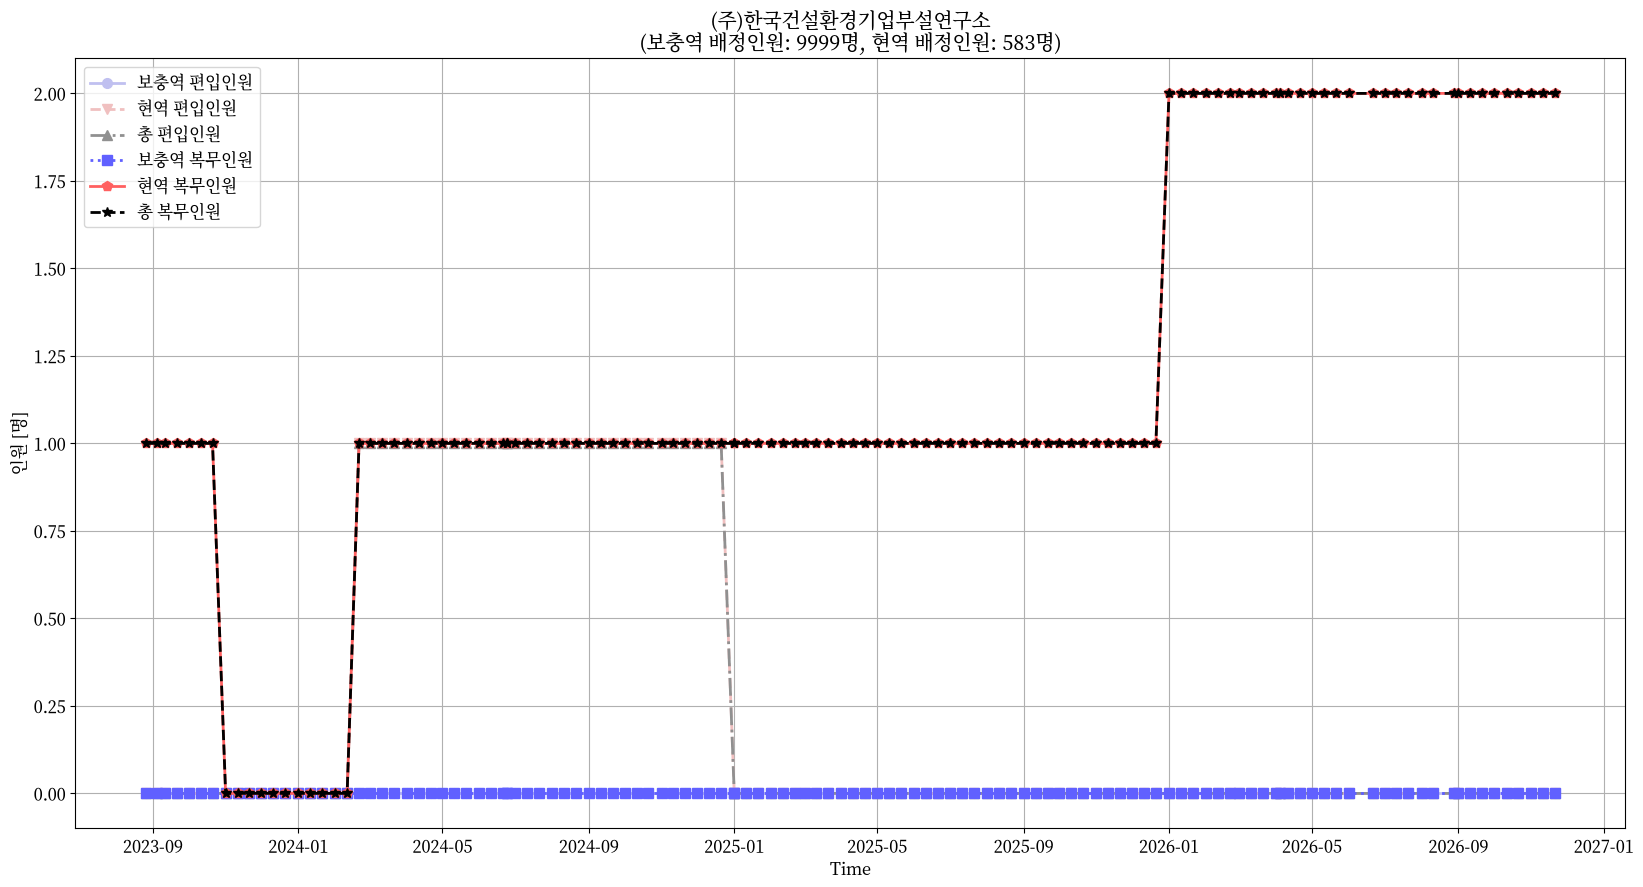 (주)한국건설환경기업부설연구소
(보충역 배정인원: 9999명, 현역 배정인원: 583명)
보충역 편입인원
현역 편입인원
총 편입인원
보충역 복무인원
현역 복무인원
총 복무인원
인원 [명]
2.00
1.75
1.50
1.25
1.00
0.75
0.50
0.25
0.00
2023-09 2024-01 2024-05 2024-09 2025-01 2025-05 2025-09 2026-01 2026-05 2026-09 2027-01
Time